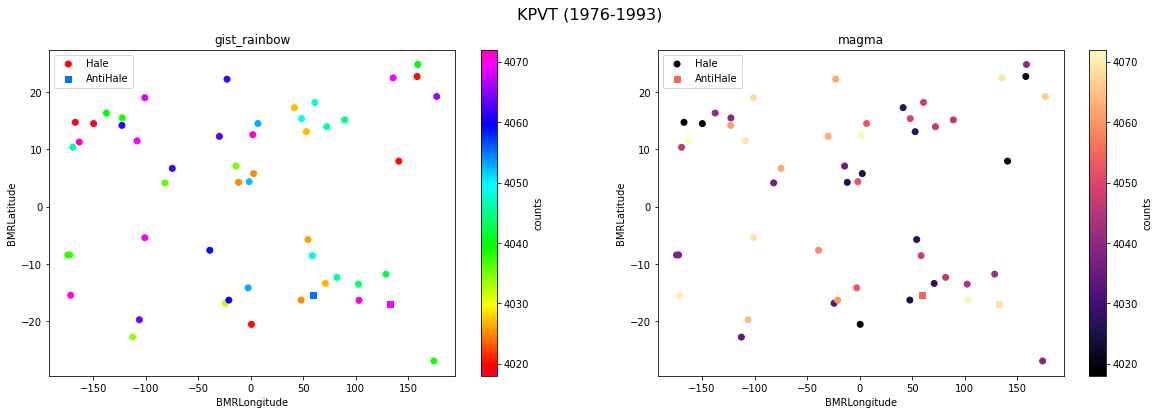 KPVT (1976-1993)
gist_rainbow
Hale
AntiHale
20
10
0
−10
−20
BMRLatitude
−150 −100 −50 0 50 100 150
BMRLongitude
4070
4060
4050
4040
4030
4020
counts
magma
Hale
AntiHale
20
10
0
−10
−20
BMRLatitude
−150 −100 −50 0 50 100 150
BMRLongitude
4070
4060
4050
4040
4030
4020
counts